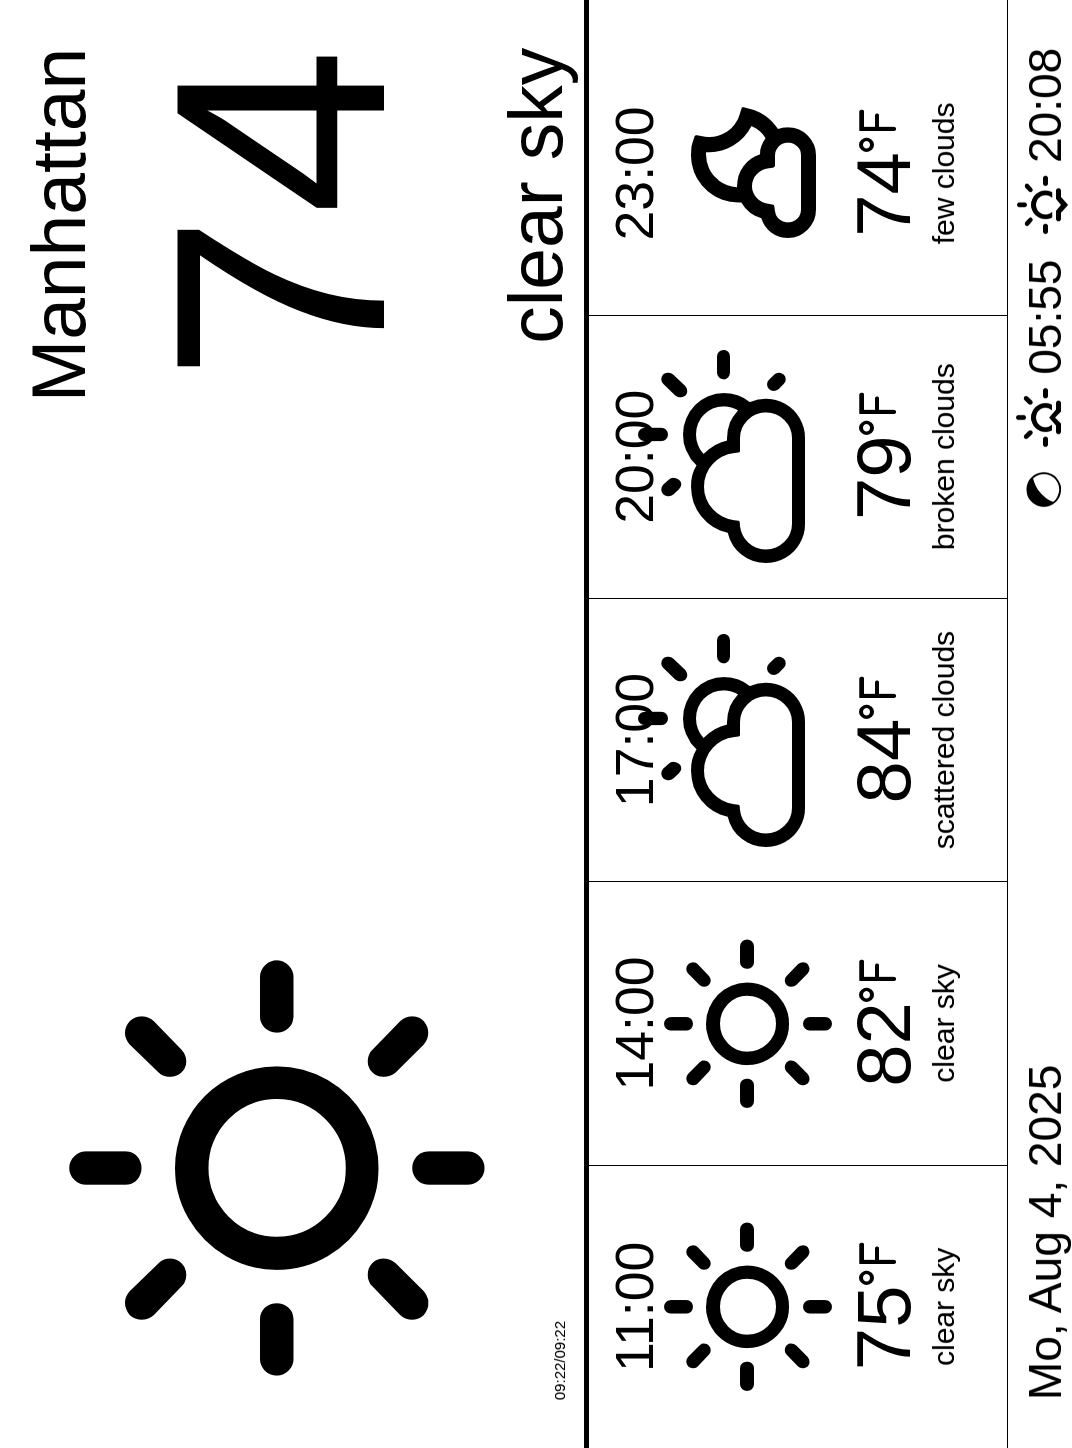 Manhattan
74
clear sky
09:22/09:22
11:00
75°F
clear sky
14:00
82°F
clear sky
17:00
84°F
scattered clouds
20:00
79°F
broken clouds
23:00
74°F
few clouds
Mo, Aug 4, 2025
05:55
20:08